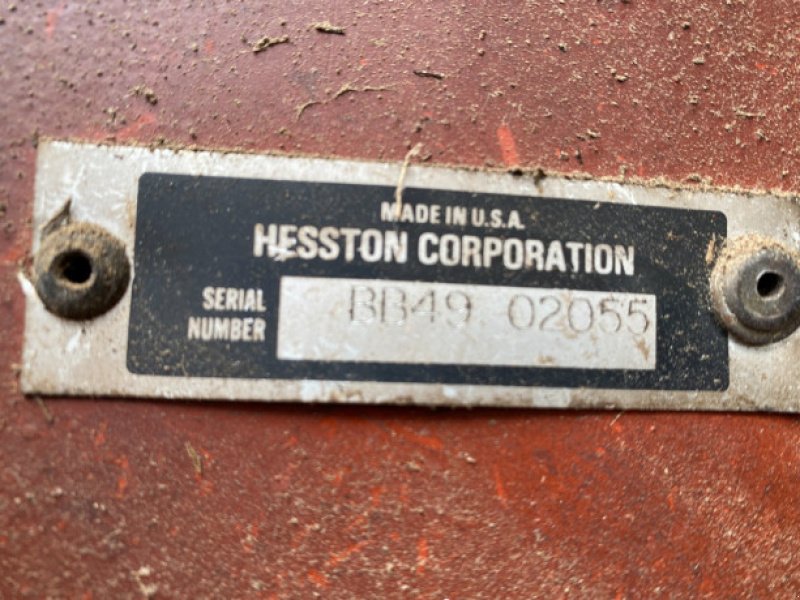 MADE IN U.S.A.
HESSTON CORPORATION
SERIAL NUMBER
BB49 02055